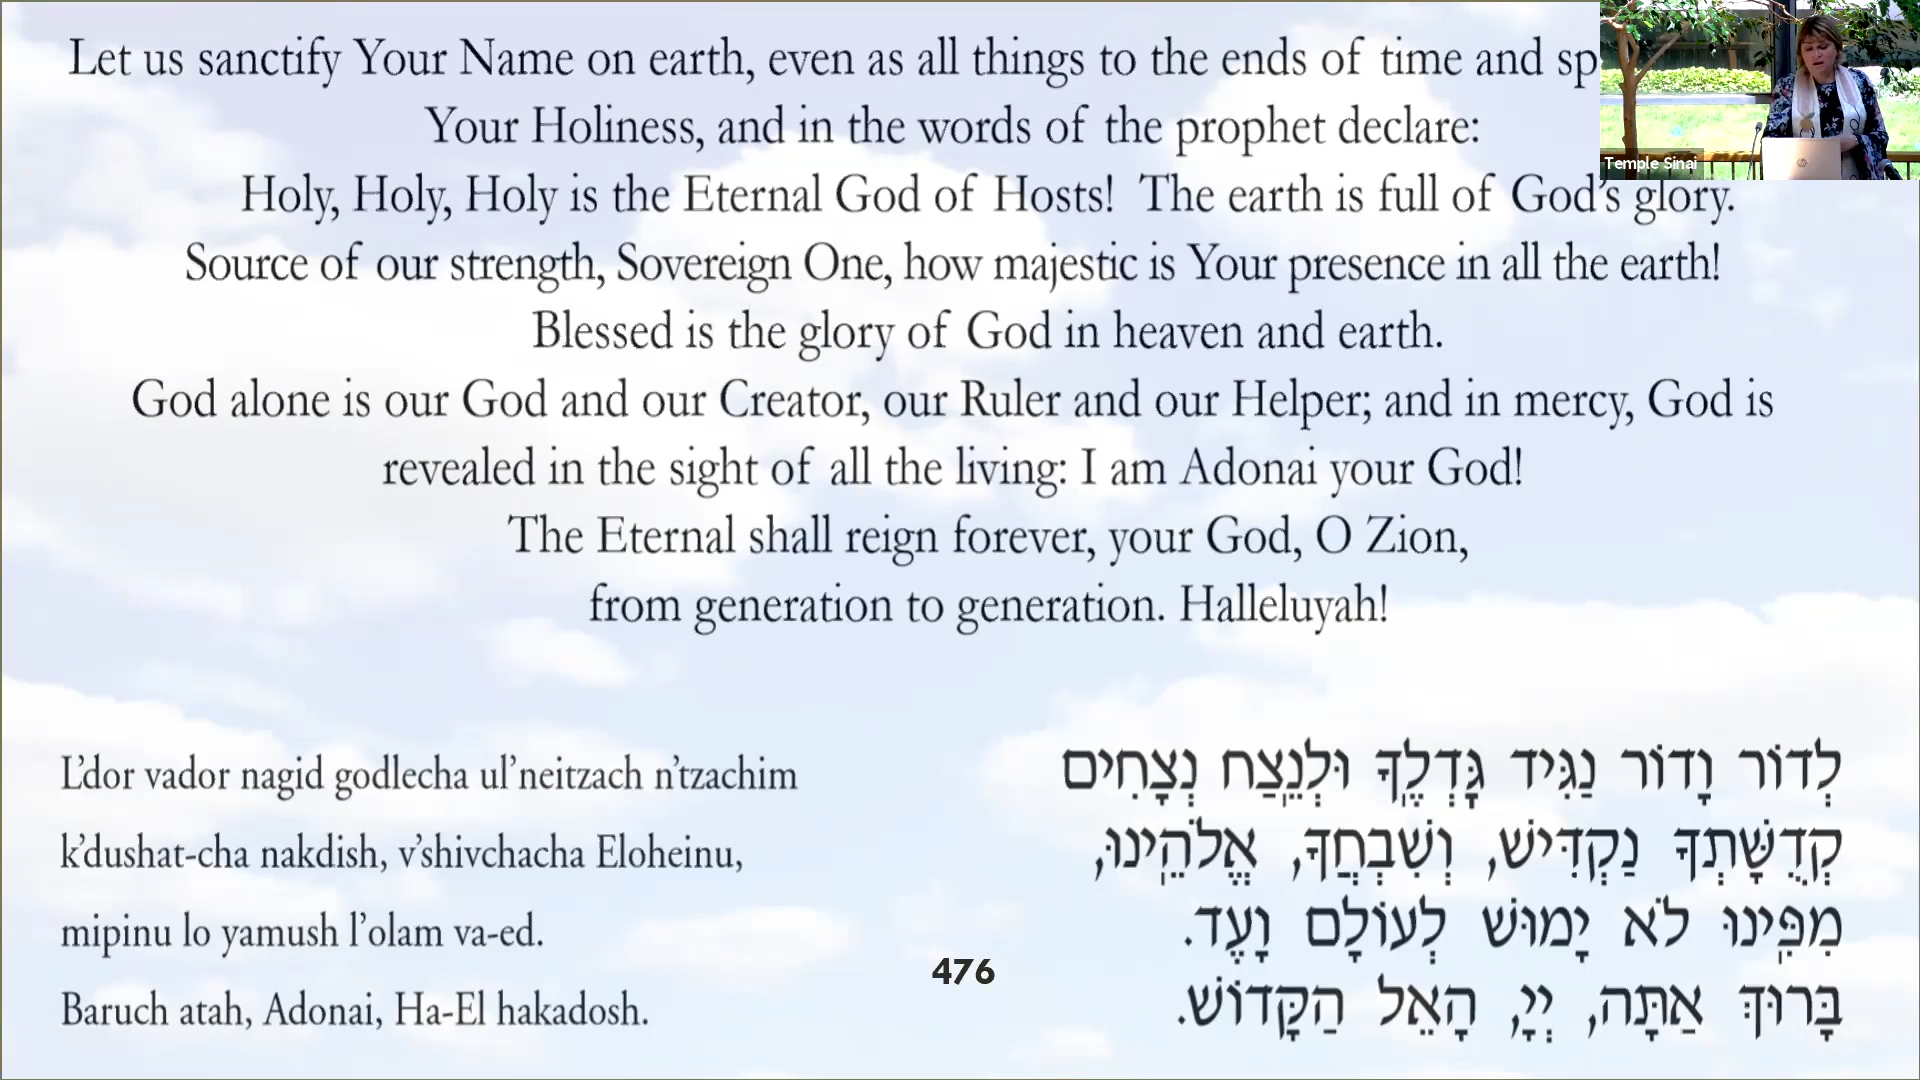 Let us sanctify Your Name on earth, even as all things to the ends of time and sp
Your Holiness, and in the words of the prophet declare:
Holy, Holy, Holy is the Eternal God of Hosts! The earth is full of God's glory.
Source of our strength, Sovereign One, how majestic is Your presence in all the earth!
Blessed is the glory of God in heaven and earth.
God alone is our God and our Creator, our Ruler and our Helper; and in mercy, God is
revealed in the sight of all the living: I am Adonai your God!
The Eternal shall reign forever, your God, O Zion,
from generation to generation. Halleluyah!
Temple Sinai
hp
L'dor vador nagid godlecha ul'neitzach n'tzachim
k'dushat-cha nakdish, v'shivchacha Eloheinu,
mipinu lo yamush l'olam va-ed.
Baruch atah, Adonai, Ha-El hakadosh.
476
לְדוֹר וָדוֹר נַגִּיד גָּדְלֶֽךָ וּלְנֵֽצַח נְצָחִים
קְדֻשָּׁתְךָ נַקְדִּישׁ, וְשִׁבְחֲךָ, אֱלֹהֵֽינוּ,
מִפִּֽינוּ לֹא יָמוּשׁ לְעוֹלָם וָעֶד.
בָּרוּךְ אַתָּה, יְיָ, הָאֵל הַקָּדוֹשׁ.